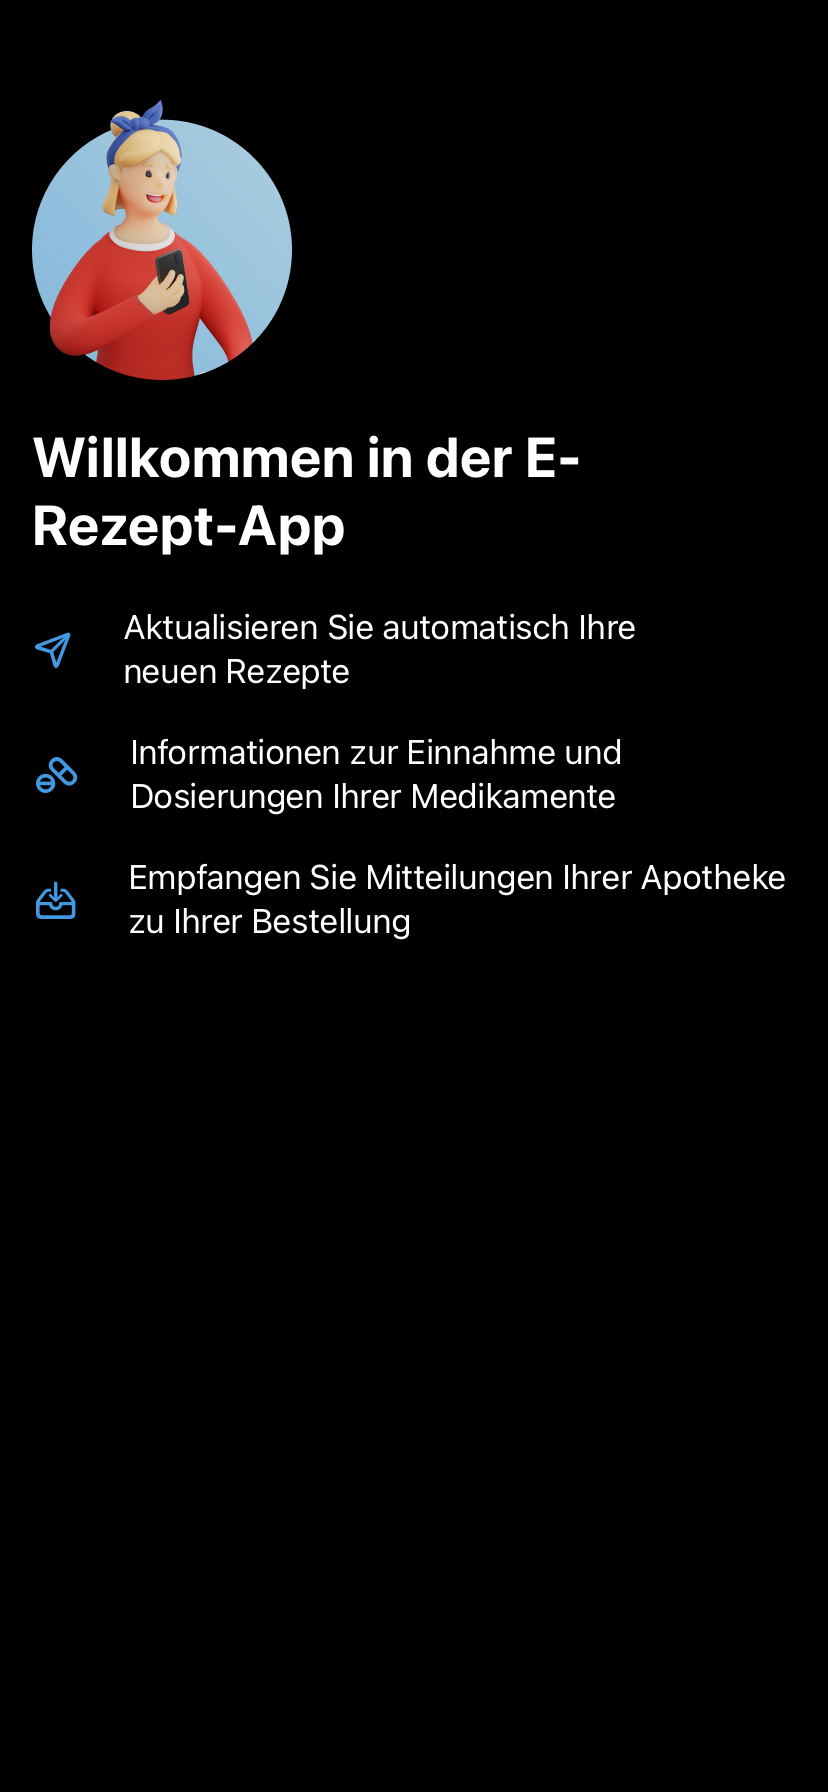 Willkommen in der E-
Rezept-App
Aktualisieren Sie automatisch Ihre
neuen Rezepte
Informationen zur Einnahme und
Dosierungen Ihrer Medikamente
Empfangen Sie Mitteilungen Ihrer Apotheke
zu Ihrer Bestellung